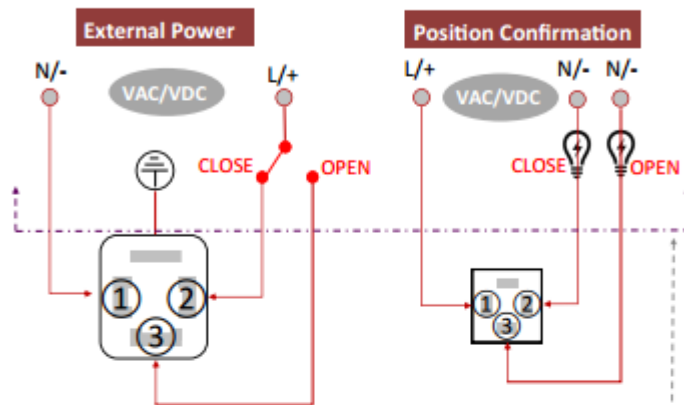 External Power
Position Confirmation
N/-
VAC/VDC
L/+
L/+
VAC/VDC
N/-
N/-
CLOSE
OPEN
CLOSE
OPEN
1
2
3
1
2
3